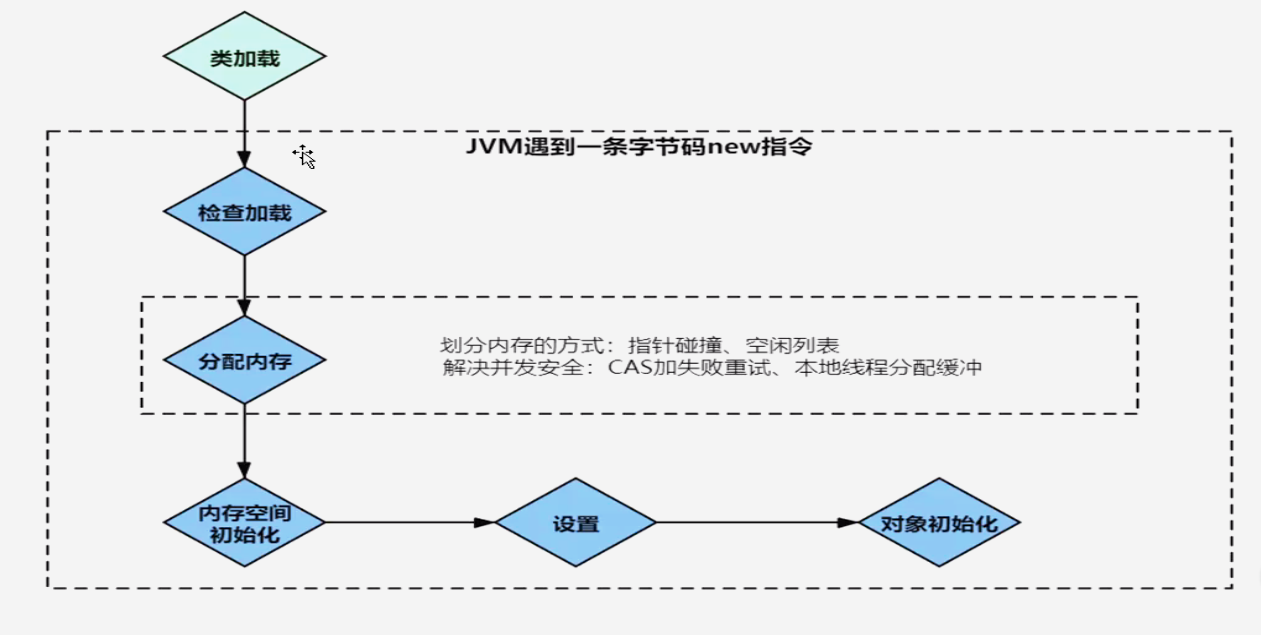 类加载
JVM遇到一条字节码new指令
检查加载
分配内存
划分内存的方式：指针碰撞、空闲列表
解决并发安全：CAS加失败重试、本地线程分配缓冲
内存空间
初始化
设置
对象初始化